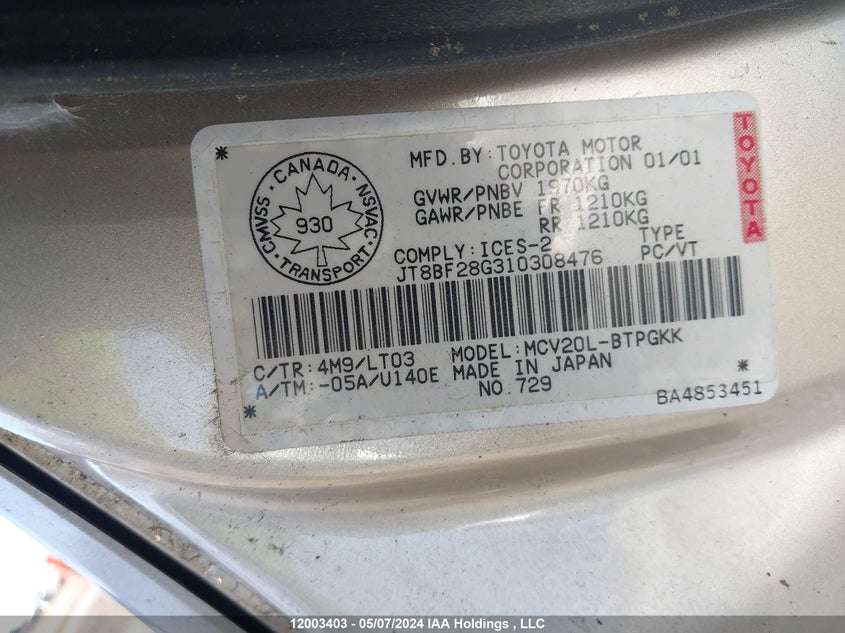 *
CANADA
CMVSS
NSVAC
930
TRANSPORT
MFD.BY:TOYOTA MOTOR
CORPORATION 01/01
GVWR/PNBV 1970KG
GAWR/PNBE FR 1210KG
RR 1210KG
COMPLY:ICES-2 TYPE
JT8BF28G310308476 PC/VT
TOYOTA
C/TR:4M9/LT03 MODEL:MCV20L-BTPGKK
A/TM:-05A/U140E MADE IN JAPAN *
* NO.729 BA4853451
12003403 - 05/07/2024 IAA Holdings , LLC